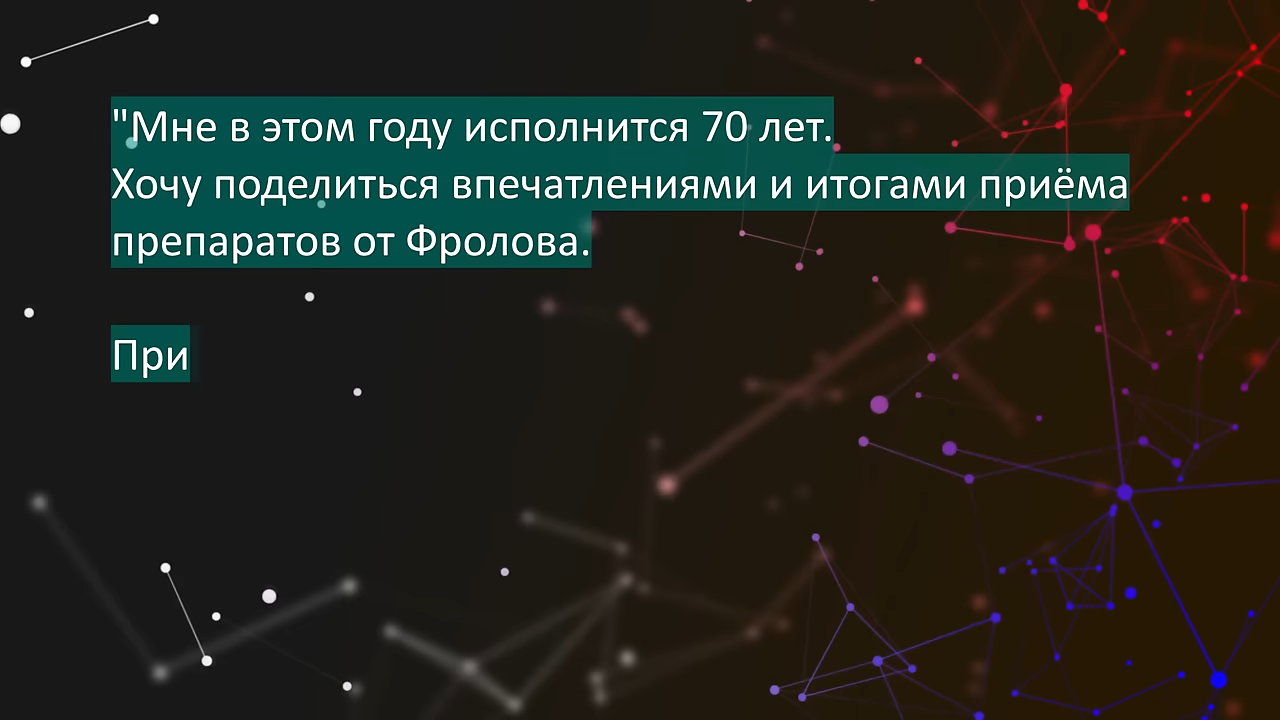 "Мне в этом году исполнится 70 лет.
Хочу поделиться впечатлениями и итогами приёма
препаратов от Фролова.
При